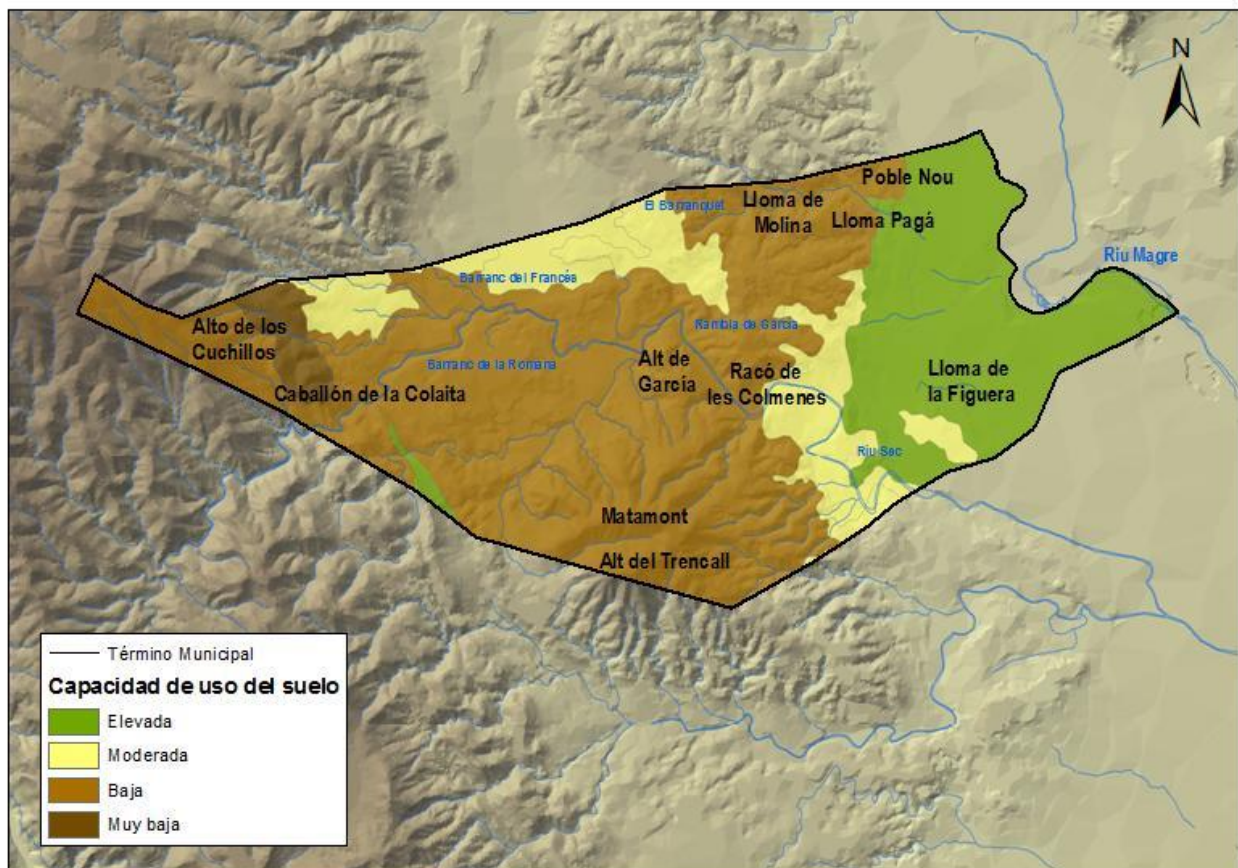 N
Poble Nou
Lloma de
Molina
Lloma Pagá
El Barranquet
Riu Magre
Barranc del Francés
Alto de los
Cuchillos
Rambla de García
Barranc de la Romana
Alt de
García
Racó de
les Colmenes
Lloma de
la Figuera
Caballón de la Colaita
Riu Sec
Matamont
Alt del Trencall
Término Municipal
Capacidad de uso del suelo
Elevada
Moderada
Baja
Muy baja